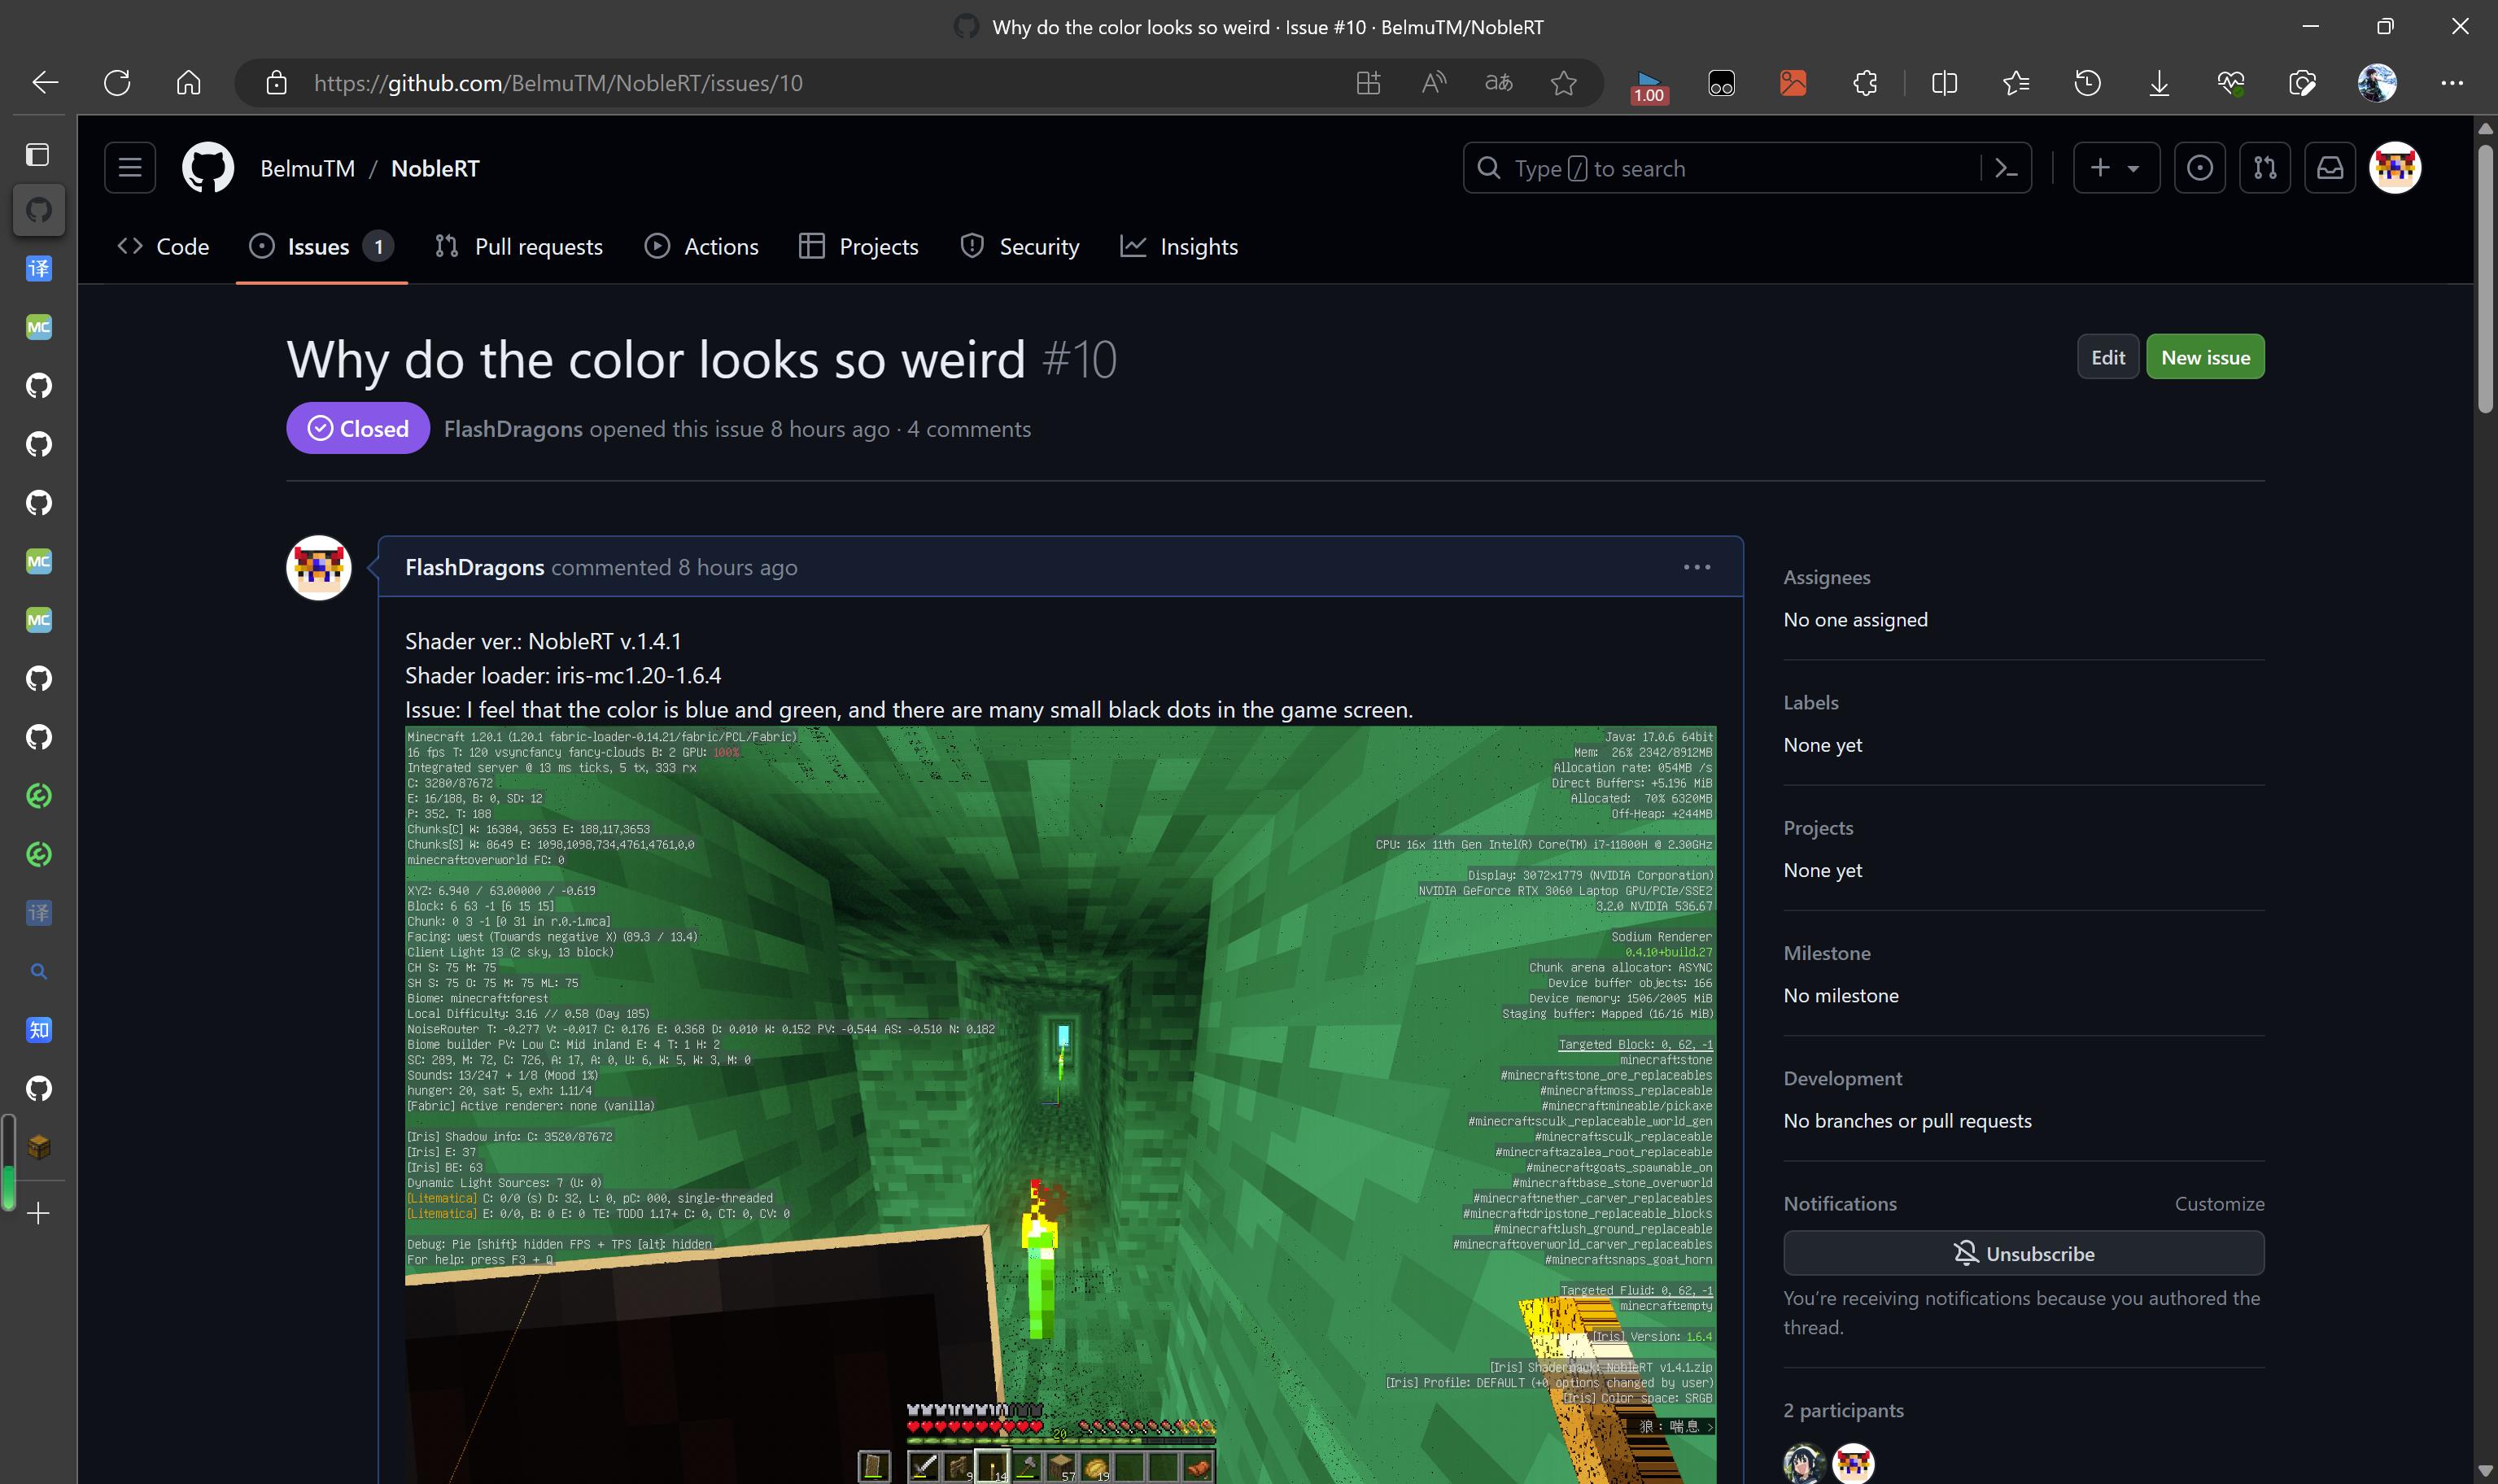 Why do the color looks so weird · Issue #10 · BelmuTM/NobleRT
https://github.com/BelmuTM/NobleRT/issues/10
aあ
1.00
BelmuTM / NobleRT
Type / to search
Code
Issues 1
Pull requests
Actions
Projects
Security
Insights
Why do the color looks so weird #10
Edit
New issue
Closed
FlashDragons opened this issue 8 hours ago · 4 comments
译
MC
MC
MC
译
知
FlashDragons commented 8 hours ago
Shader ver.: NobleRT v.1.4.1
Shader loader: iris-mc1.20-1.6.4
Issue: I feel that the color is blue and green, and there are many small black dots in the game screen.
Minecraft 1.20.1 (1.20.1 fabric-loader-0.14.21/fabric/PCL/Fabric)
16 fps T: 120 vsyncfancy fancy-clouds B: 2 GPU: 100%
Integrated server @ 13 ms ticks, 5 tx, 333 rx
C: 3280/87672
E: 16/188, B: 0, SD: 12
P: 352. T: 188
Chunks[C] W: 16384, 3653 E: 188,117,3653
Chunks[S] W: 8649 E: 1098,1098,734,4761,4761,0,0
minecraft:overworld FC: 0
XYZ: 6.940 / 63.00000 / -0.619
Block: 6 63 -1 [6 15 15]
Chunk: 0 3 -1 [0 31 in r.0.-1.mca]
Facing: west (Towards negative X) (89.3 / 13.4)
Client Light: 13 (2 sky, 13 block)
CH S: 75 M: 75
SH S: 75 O: 75 M: 75 ML: 75
Biome: minecraft:forest
Local Difficulty: 3.16 // 0.58 (Day 185)
NoiseRouter T: -0.277 V: -0.017 C: 0.176 E: 0.368 D: 0.010 W: 0.152 PV: -0.544 AS: -0.510 N: 0.182
Biome builder PV: Low C: Mid inland E: 4 T: 1 H: 2
SC: 289, M: 72, C: 726, A: 17, A: 0, U: 6, W: 5, W: 3, M: 0
Sounds: 13/247 + 1/8 (Mood 1%)
hunger: 20, sat: 5, exh: 1.11/4
[Fabric] Active renderer: none (vanilla)
[Iris] Shadow info: C: 3520/87672
[Iris] E: 37
[Iris] BE: 63
Dynamic Light Sources: 7 (U: 0)
[Litematica] C: 0/0 (s) D: 32, L: 0, pC: 000, single-threaded
[Litematica] E: 0/0, B: 0 E: 0 TE: TODO 1.17+ C: 0, CT: 0, CV: 0
Debug: Pie [shift]: hidden FPS + TPS [alt]: hidden
For help: press F3 + Q
Java: 17.0.6 64bit
Mem: 26% 2342/8912MB
Allocation rate: 054MB /s
Direct Buffers: +5.196 MiB
Allocated: 70% 6320MB
Off-Heap: +244MB
CPU: 16x 11th Gen Intel(R) Core(TM) i7-11800H @ 2.30GHz
Display: 3072x1779 (NVIDIA Corporation)
NVIDIA GeForce RTX 3060 Laptop GPU/PCIe/SSE2
3.2.0 NVIDIA 536.67
Sodium Renderer
0.4.10+build.27
Chunk arena allocator: ASYNC
Device buffer objects: 166
Device memory: 1506/2005 MiB
Staging buffer: Mapped (16/16 MiB)
Targeted Block: 0, 62, -1
minecraft:stone
#minecraft:stone_ore_replaceables
#minecraft:moss_replaceable
#minecraft:mineable/pickaxe
#minecraft:sculk_replaceable_world_gen
#minecraft:sculk_replaceable
#minecraft:azalea_root_replaceable
#minecraft:goats_spawnable_on
#minecraft:base_stone_overworld
#minecraft:nether_carver_replaceables
#minecraft:dripstone_replaceable_blocks
#minecraft:lush_ground_replaceable
#minecraft:overworld_carver_replaceables
#minecraft:snaps_goat_horn
Targeted Fluid: 0, 62, -1
minecraft:empty
[Iris] Version: 1.6.4
[Iris] Shaderpack: NobleRT v1.4.1.zip
[Iris] Profile: DEFAULT (+0 options changed by user)
[Iris] Color space: SRGB
狼：喘息 >
20
9
14
57
19
Assignees
No one assigned
Labels
None yet
Projects
None yet
Milestone
No milestone
Development
No branches or pull requests
Notifications
Customize
Unsubscribe
You're receiving notifications because you authored the
thread.
2 participants